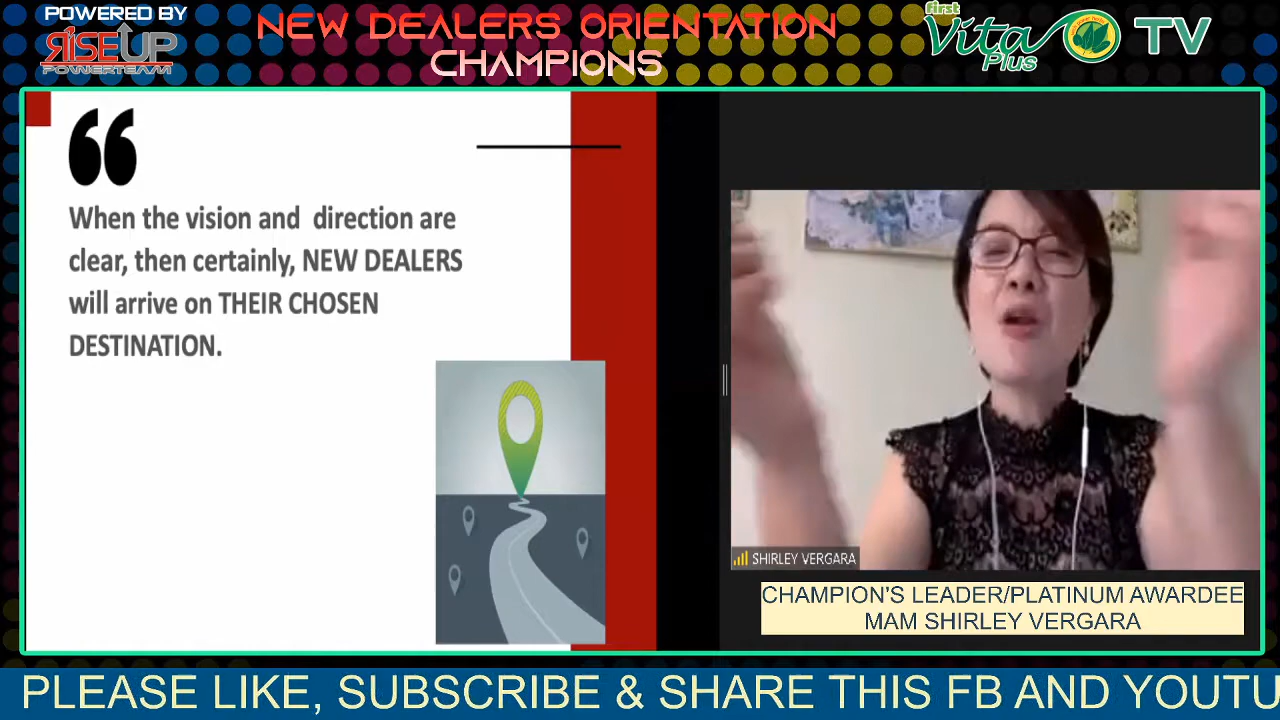 POWERED BY
RISEUP
POWERTEAM
NEW DEALERS ORIENTATION
CHAMPIONS
first
Vita
Plus
TV
When the vision and direction are
clear, then certainly, NEW DEALERS
will arrive on THEIR CHOSEN
DESTINATION.
SHIRLEY VERGARA
CHAMPION'S LEADER/PLATINUM AWARDEE
MAM SHIRLEY VERGARA
PLEASE LIKE, SUBSCRIBE & SHARE THIS FB AND YOUTU